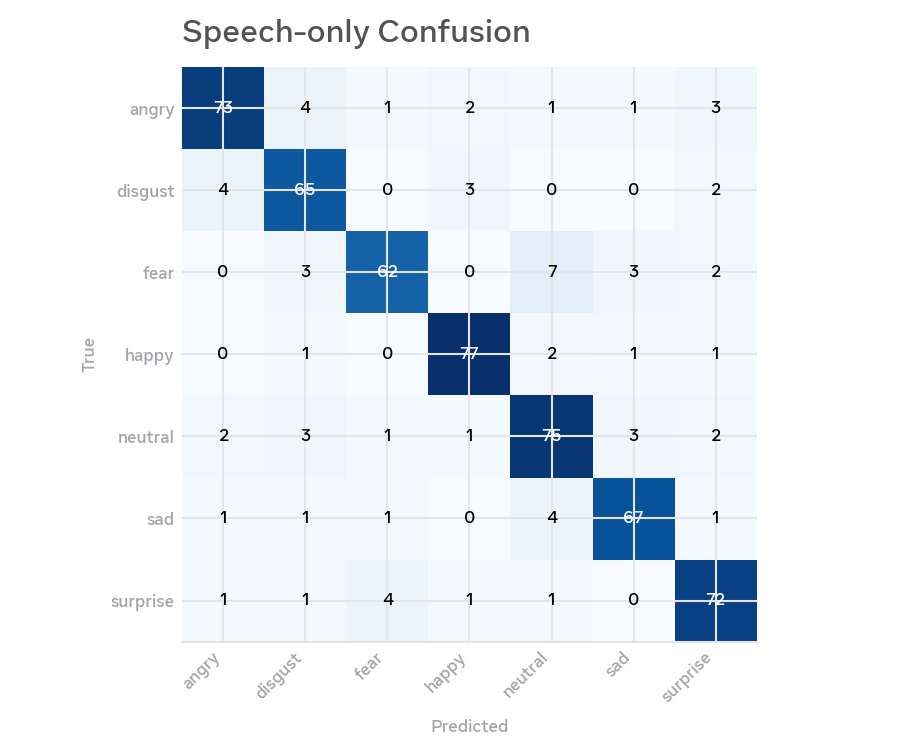 Speech-only Confusion
angry 73 4 1 2 1 1 3
disgust 4 65 0 3 0 0 2
fear 0 3 62 0 7 3 2
happy 0 1 0 77 2 1 1
neutral 2 3 1 1 75 3 2
sad 1 1 1 0 4 67 1
surprise 1 1 4 1 1 0 72
True
angry disgust fear happy neutral sad surprise
Predicted